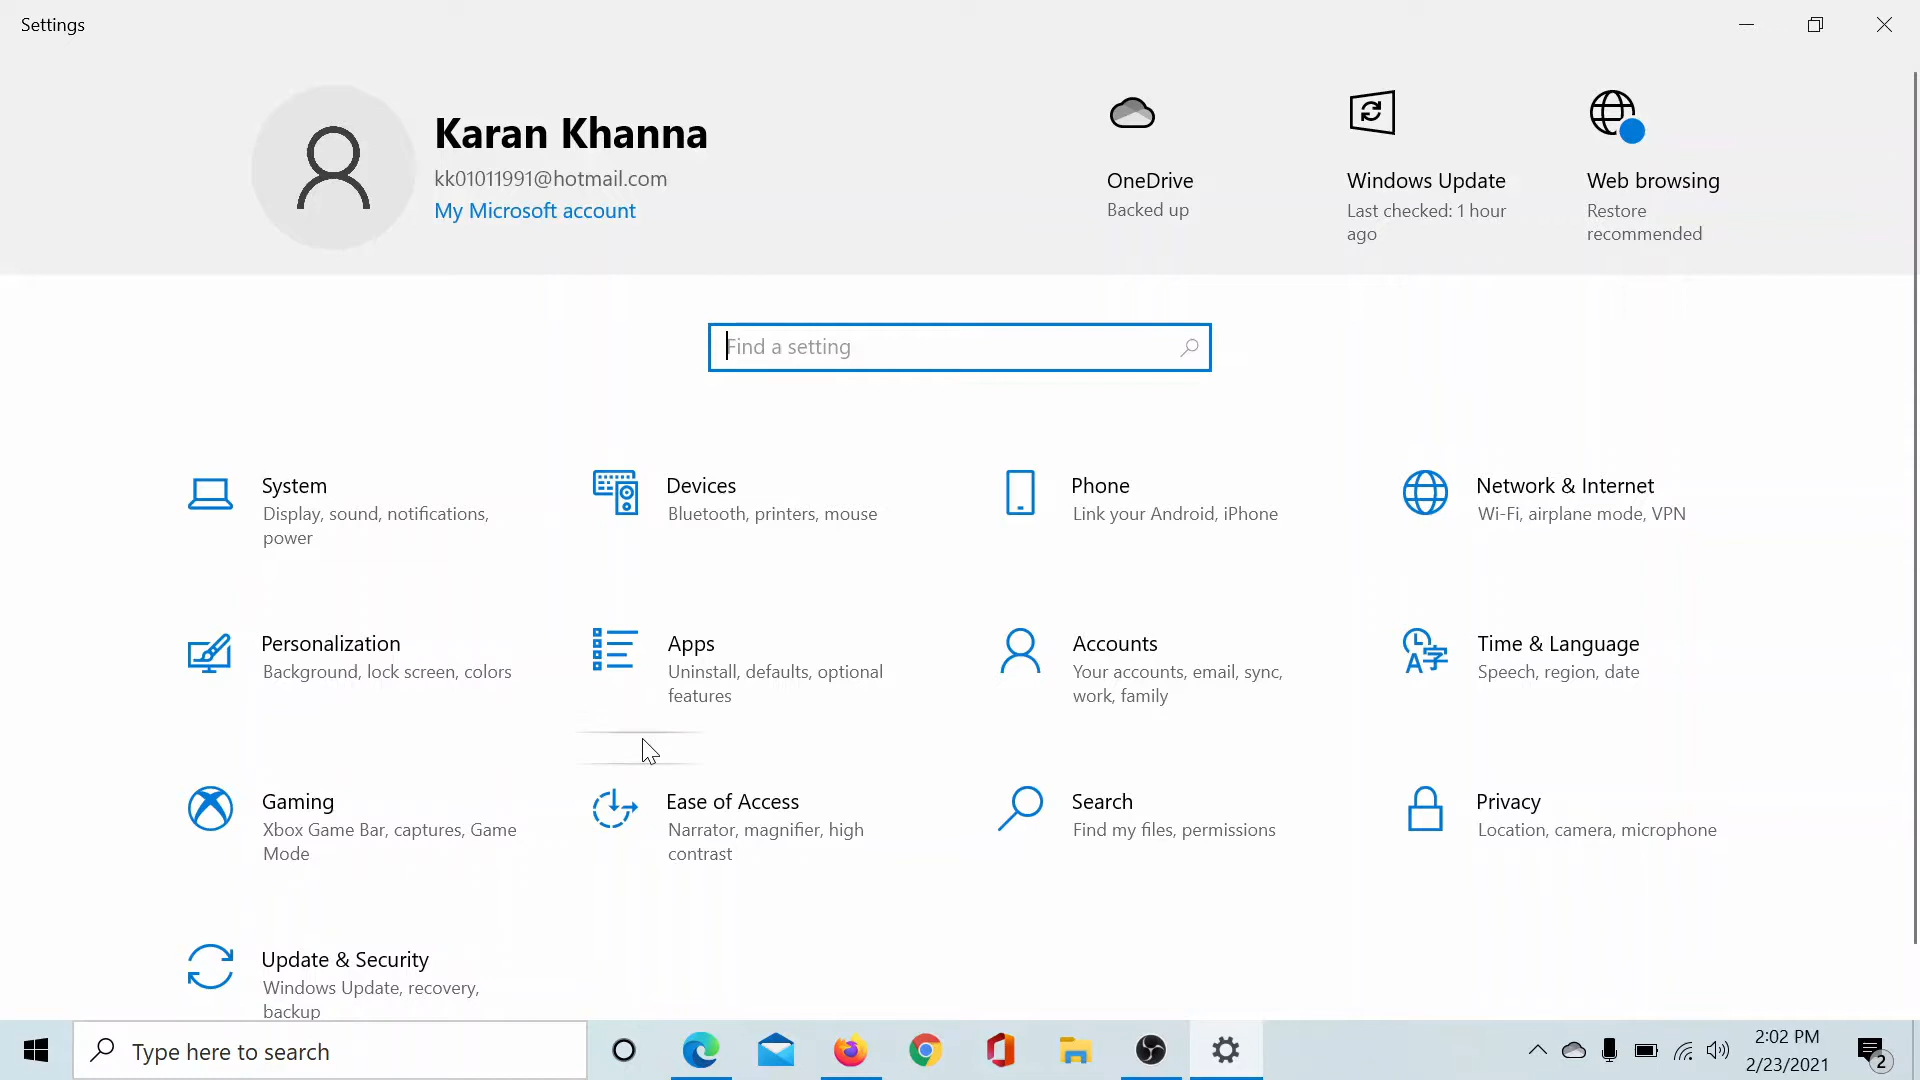 Settings
Karan Khanna
kk01011991@hotmail.com
My Microsoft account
OneDrive
Backed up
Windows Update
Last checked: 1 hour
ago
Web browsing
Restore
recommended
Find a setting
System
Display, sound, notifications,
power
Devices
Bluetooth, printers, mouse
Phone
Link your Android, iPhone
Network & Internet
Wi-Fi, airplane mode, VPN
Personalization
Background, lock screen, colors
Apps
Uninstall, defaults, optional
features
Accounts
Your accounts, email, sync,
work, family
Time & Language
Speech, region, date
Gaming
Xbox Game Bar, captures, Game
Mode
Ease of Access
Narrator, magnifier, high
contrast
Search
Find my files, permissions
Privacy
Location, camera, microphone
Update & Security
Windows Update, recovery,
backup
Type here to search
2:02 PM
2/23/2021
2